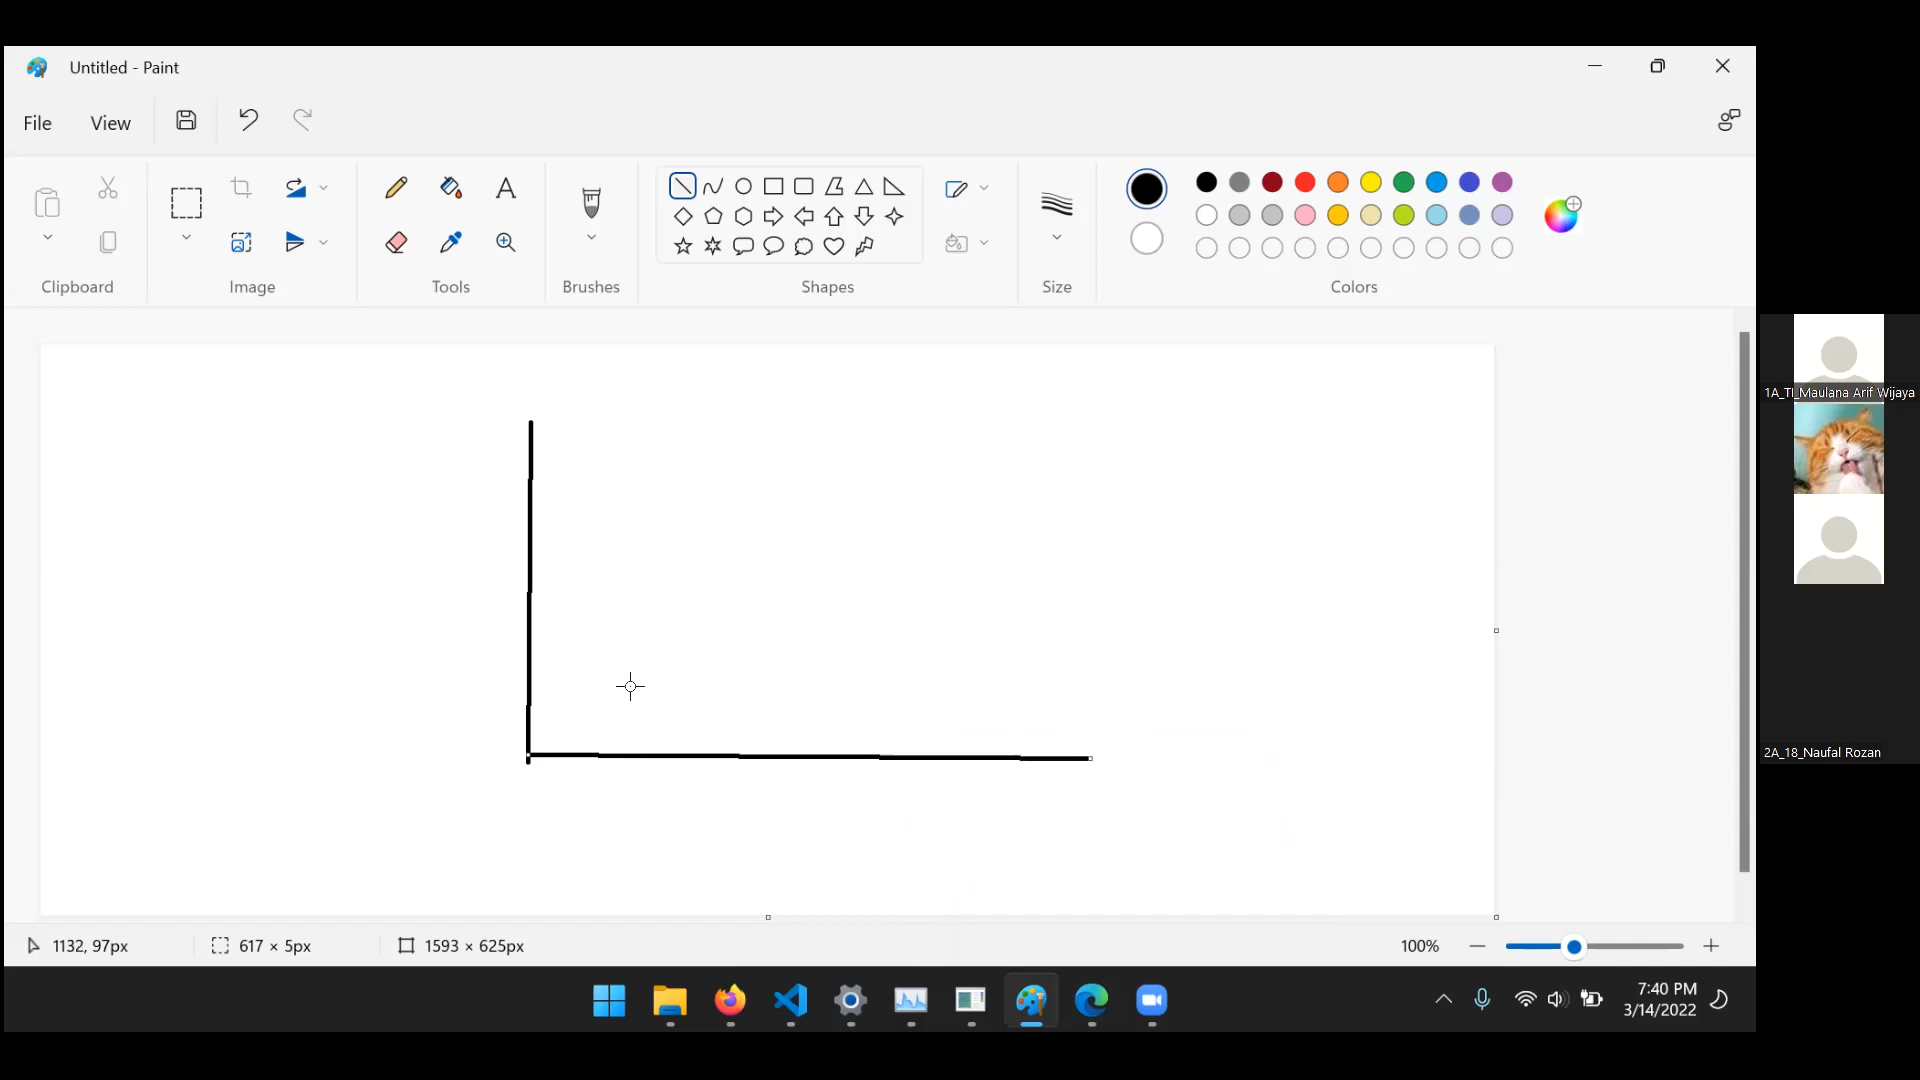 Untitled - Paint
File View
Clipboard Image Tools Brushes Shapes Size Colors
1A_TI_Maulana Arif Wijaya
2A_18_Naufal Rozan
1132, 97px 617 × 5px 1593 × 625px 100%
7:40 PM
3/14/2022